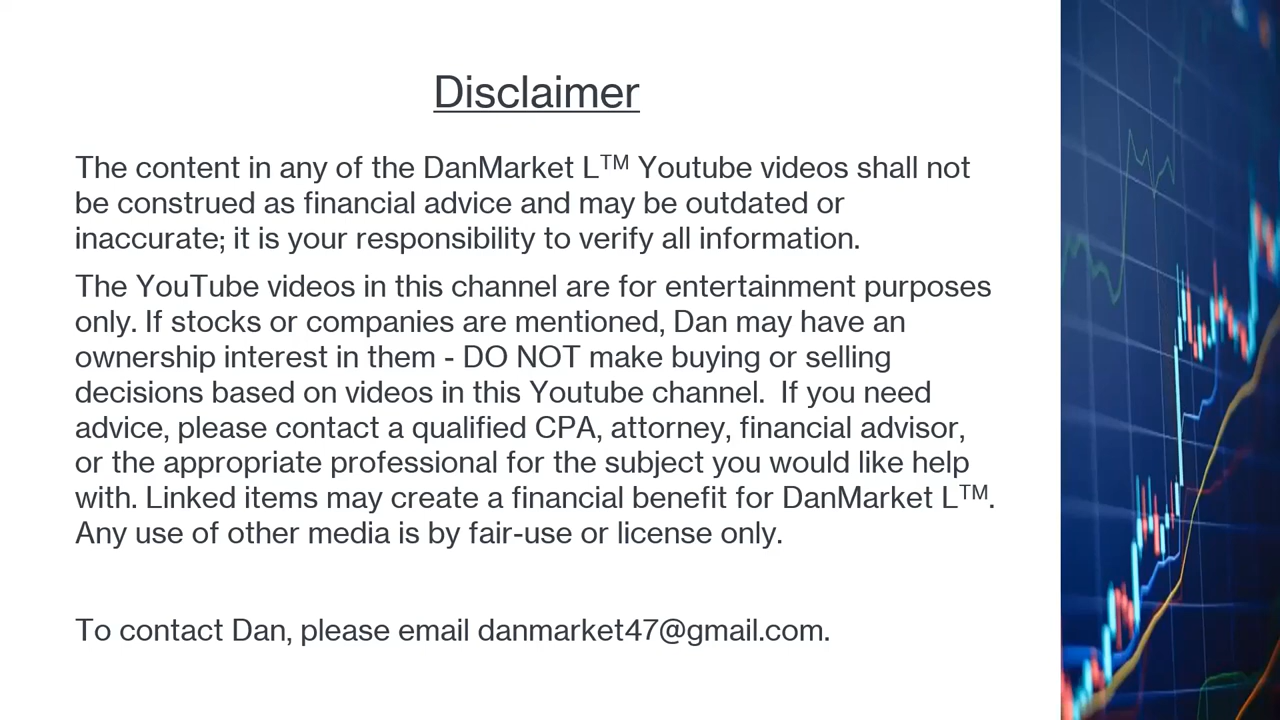 Disclaimer
The content in any of the DanMarket L™ Youtube videos shall not
be construed as financial advice and may be outdated or
inaccurate; it is your responsibility to verify all information.
The YouTube videos in this channel are for entertainment purposes
only. If stocks or companies are mentioned, Dan may have an
ownership interest in them - DO NOT make buying or selling
decisions based on videos in this Youtube channel.  If you need
advice, please contact a qualified CPA, attorney, financial advisor,
or the appropriate professional for the subject you would like help
with. Linked items may create a financial benefit for DanMarket L™.
Any use of other media is by fair-use or license only.
To contact Dan, please email danmarket47@gmail.com.